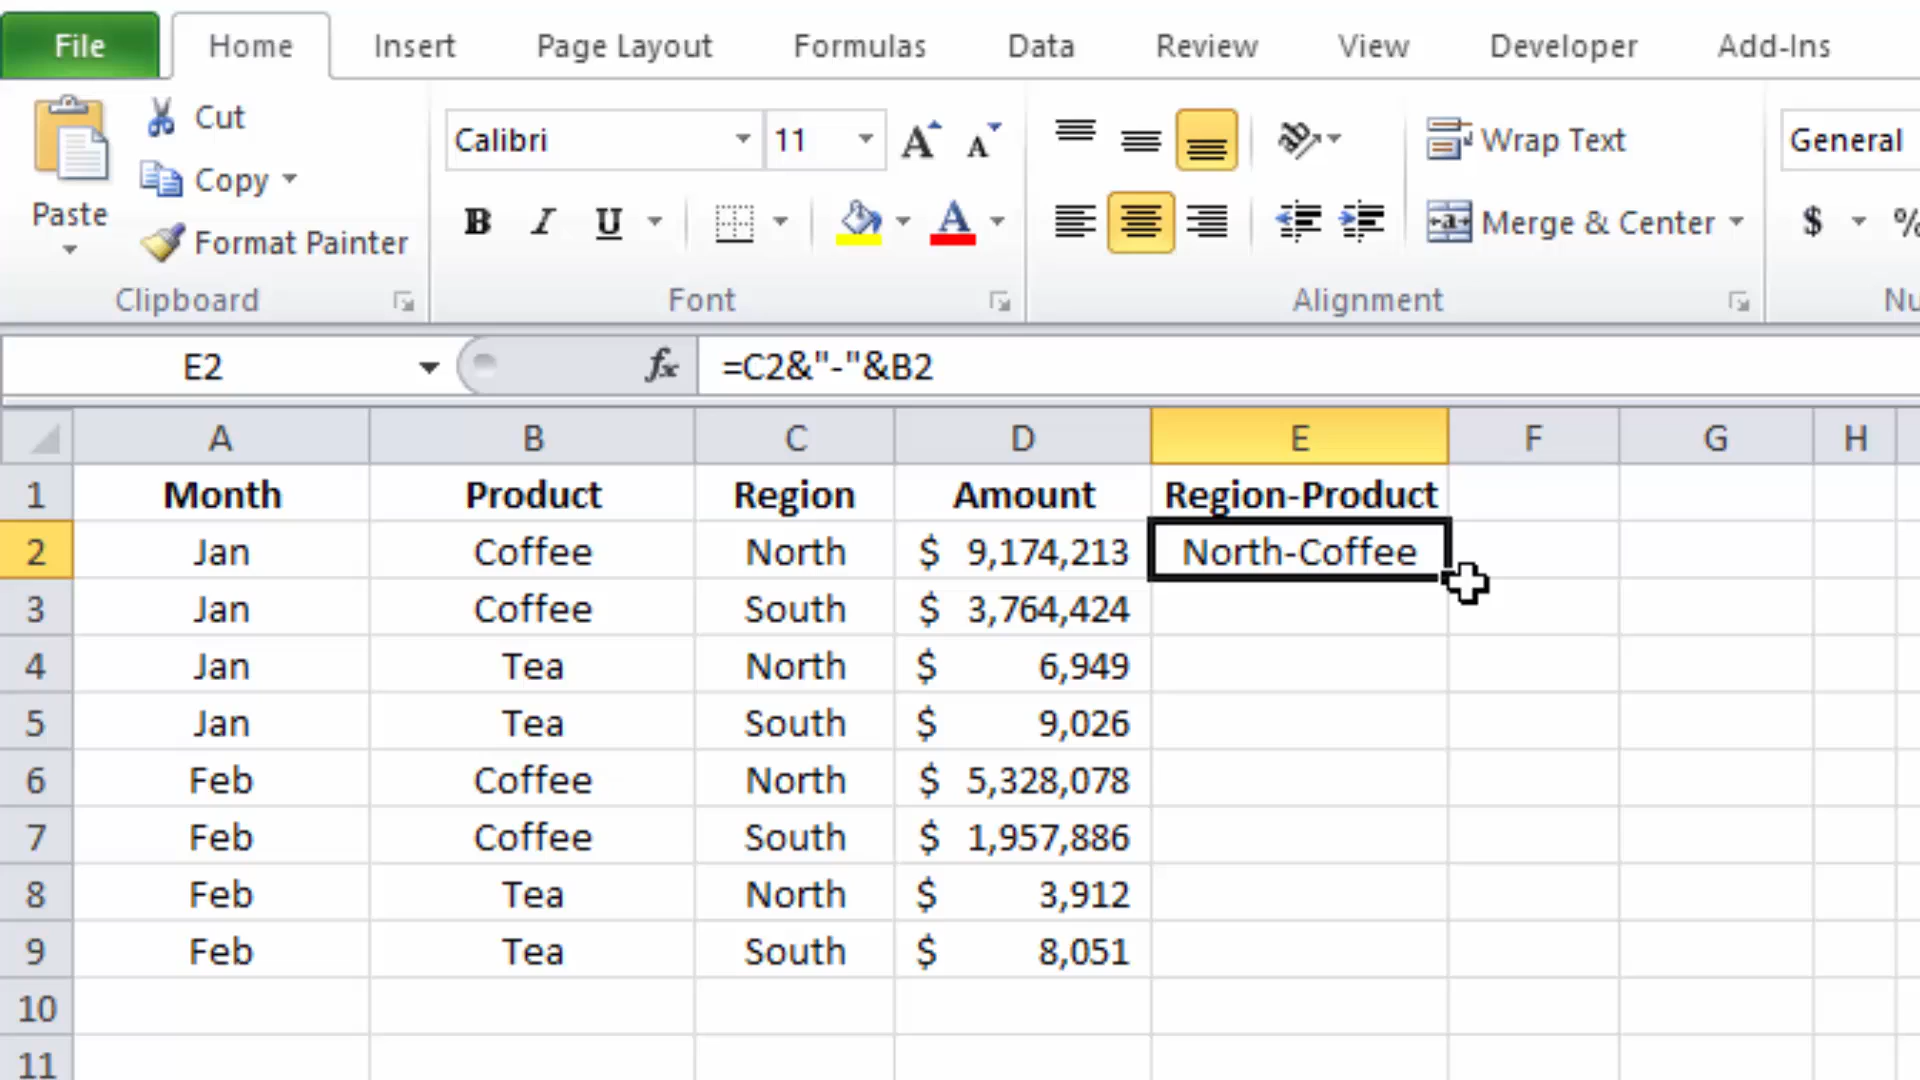 File Home Insert Page Layout Formulas Data Review View Developer Add-Ins
Cut
Copy
Format Painter
Paste
Clipboard
Calibri 11
B I U A
Font
Wrap Text
Merge & Center
Alignment
General
$ %
Nu
E2 fx =C2&"-"&B2
A B C D E F G H
1 Month Product Region Amount Region-Product
2 Jan Coffee North $ 9,174,213 North-Coffee
3 Jan Coffee South $ 3,764,424
4 Jan Tea North $ 6,949
5 Jan Tea South $ 9,026
6 Feb Coffee North $ 5,328,078
7 Feb Coffee South $ 1,957,886
8 Feb Tea North $ 3,912
9 Feb Tea South $ 8,051
10
11